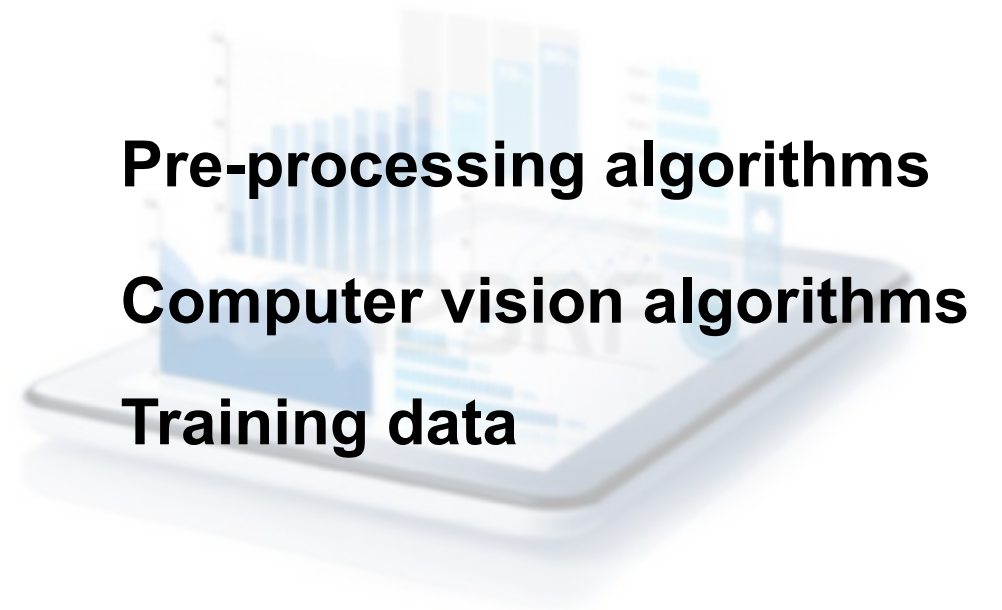 Pre-processing algorithms
Computer vision algorithms
Training data